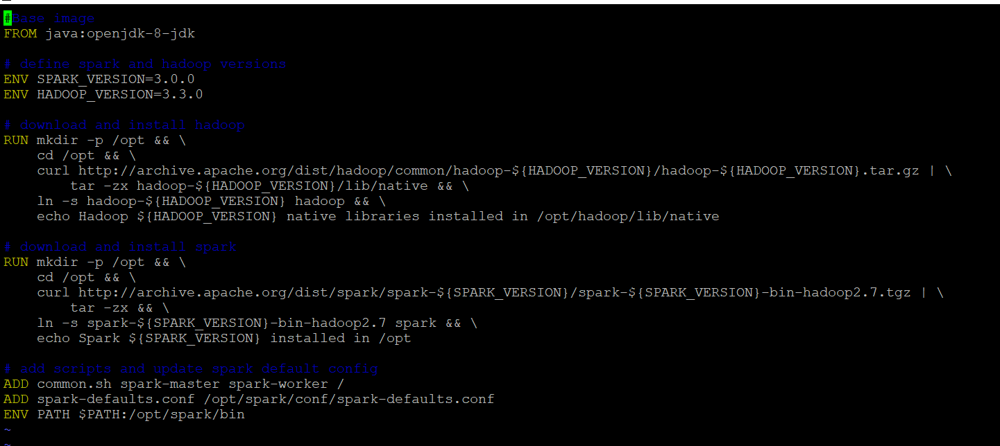 #Base image
FROM java:openjdk-8-jdk
# define spark and hadoop versions
ENV SPARK_VERSION=3.0.0
ENV HADOOP_VERSION=3.3.0
# download and install hadoop
RUN mkdir -p /opt && \
cd /opt && \
curl http://archive.apache.org/dist/hadoop/common/hadoop-${HADOOP_VERSION}/hadoop-${HADOOP_VERSION}.tar.gz | \
tar -zx hadoop-${HADOOP_VERSION}/lib/native && \
ln -s hadoop-${HADOOP_VERSION} hadoop && \
echo Hadoop ${HADOOP_VERSION} native libraries installed in /opt/hadoop/lib/native
# download and install spark
RUN mkdir -p /opt && \
cd /opt && \
curl http://archive.apache.org/dist/spark/spark-${SPARK_VERSION}/spark-${SPARK_VERSION}-bin-hadoop2.7.tgz | \
tar -zx && \
ln -s spark-${SPARK_VERSION}-bin-hadoop2.7 spark && \
echo Spark ${SPARK_VERSION} installed in /opt
# add scripts and update spark default config
ADD common.sh spark-master spark-worker /
ADD spark-defaults.conf /opt/spark/conf/spark-defaults.conf
ENV PATH $PATH:/opt/spark/bin
~
~